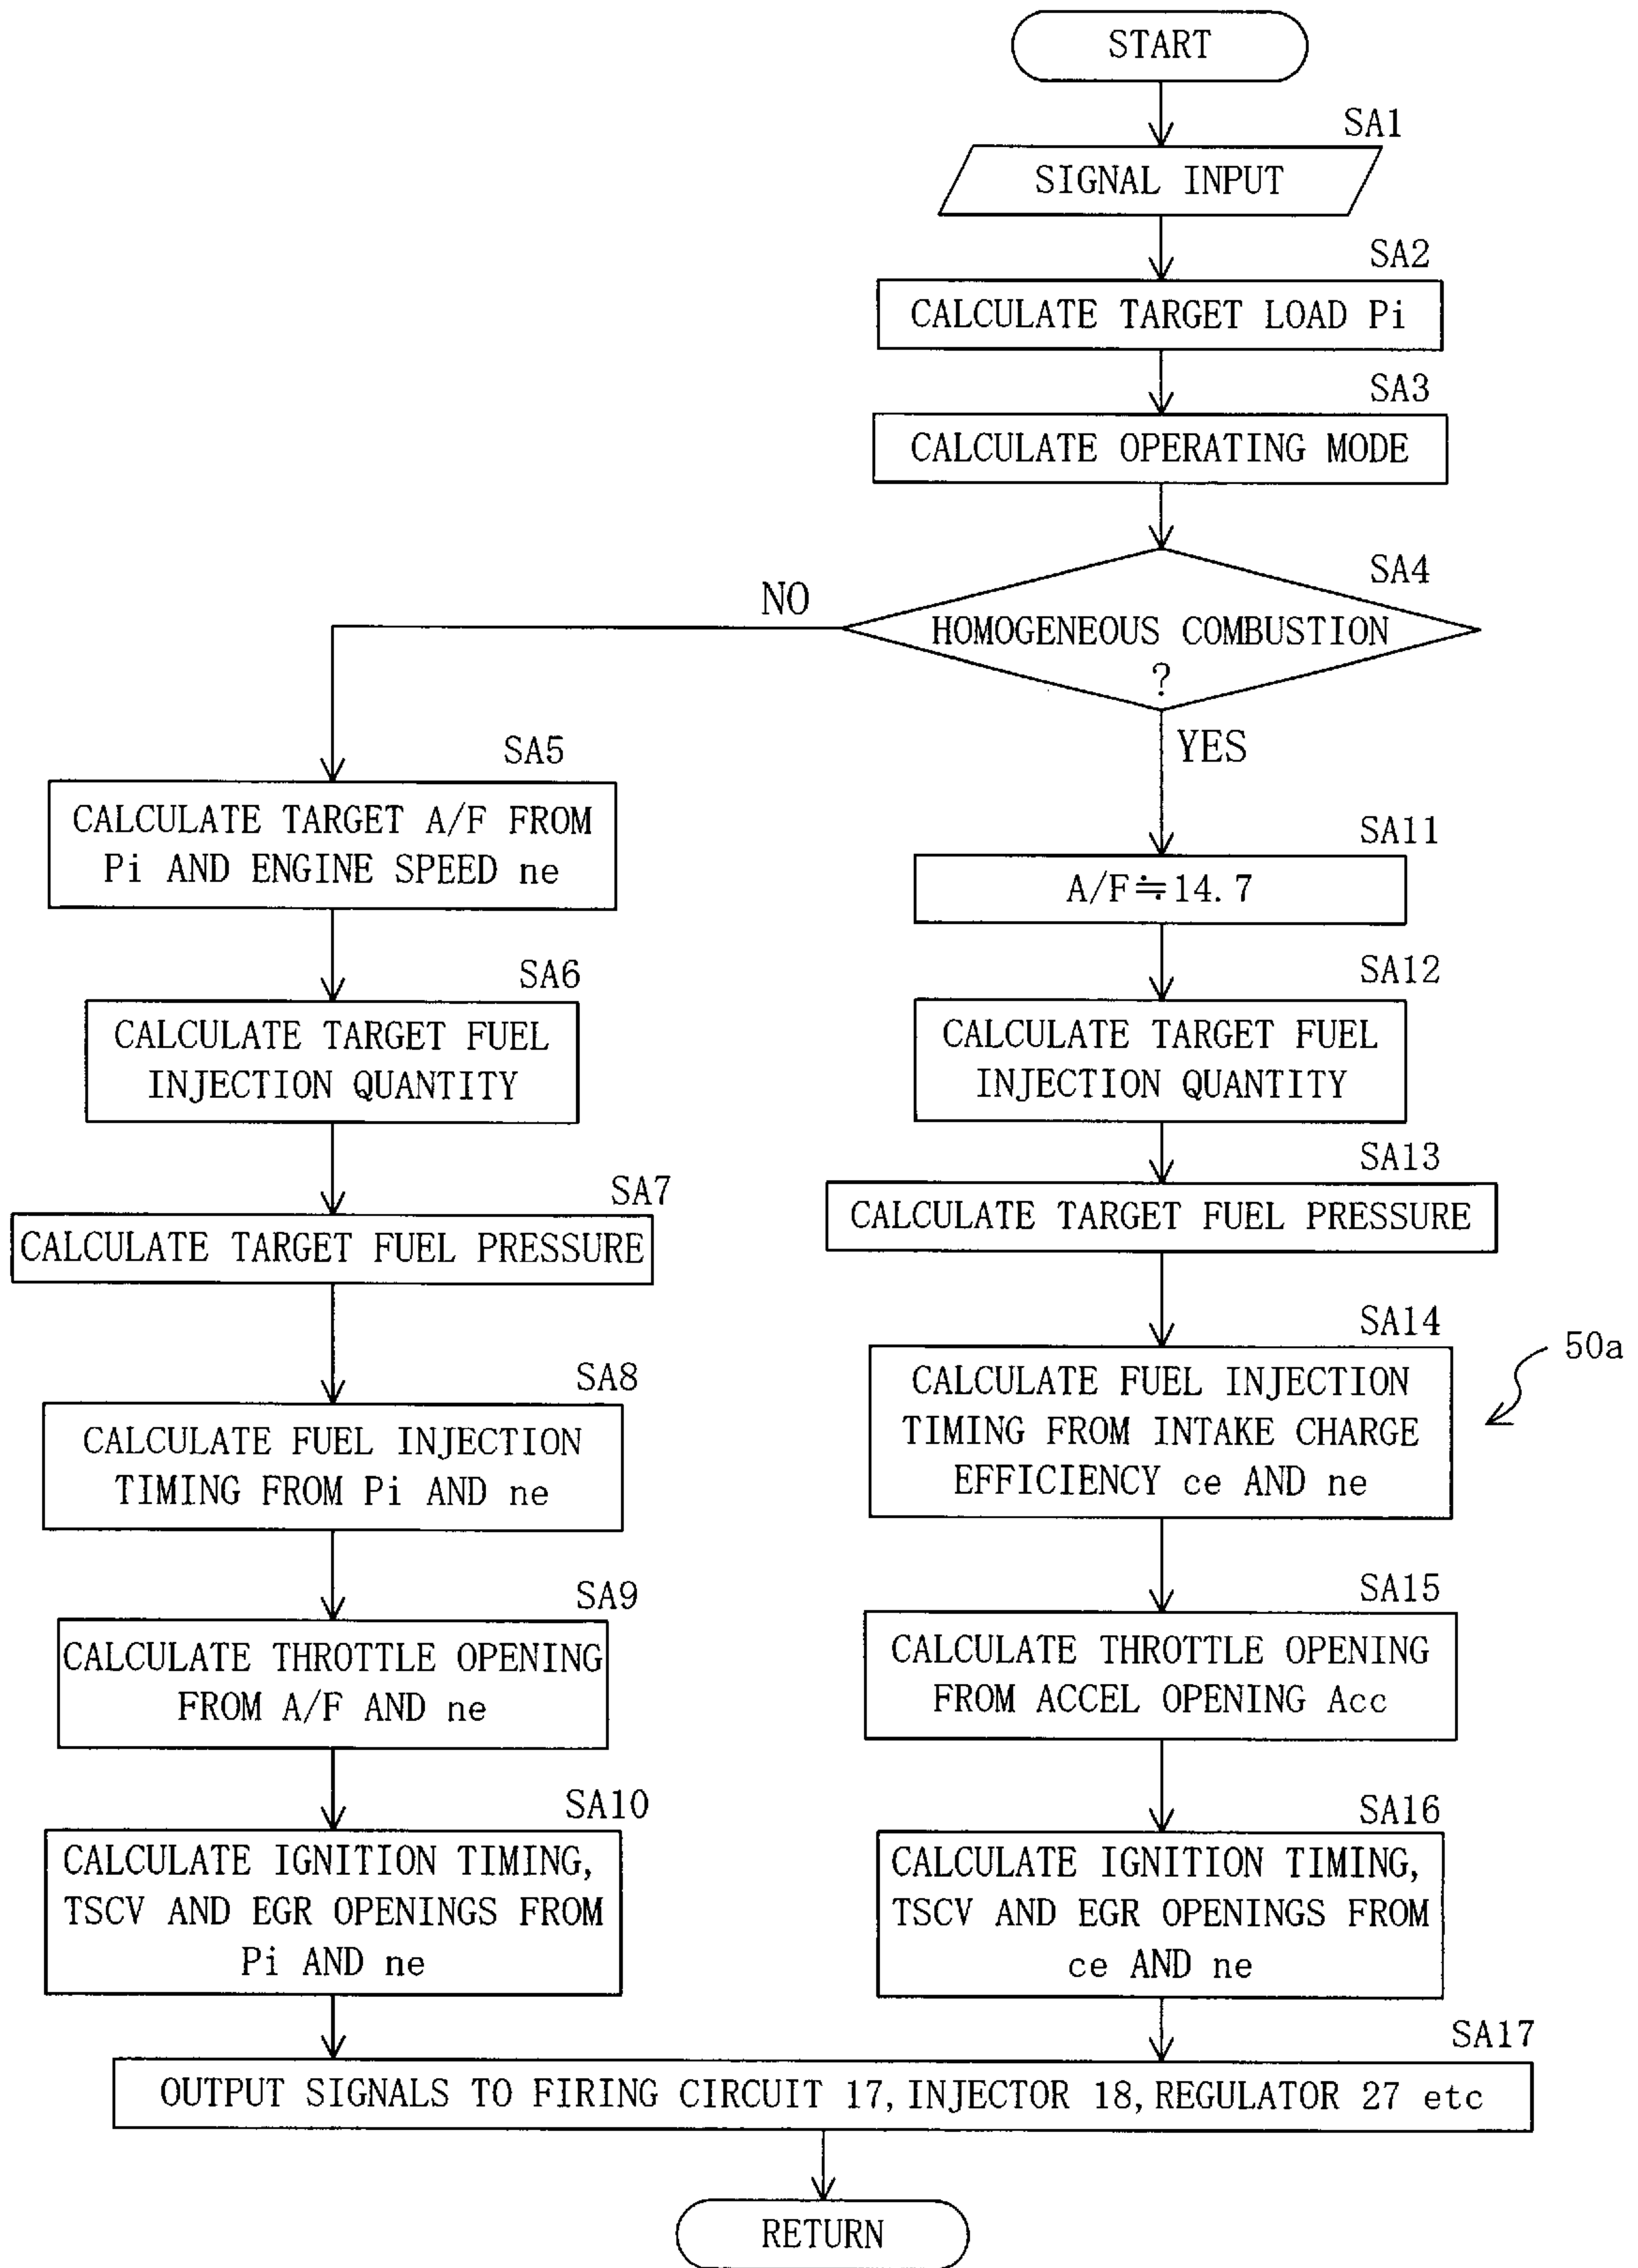 START
SA1
SIGNAL INPUT
SA2
CALCULATE TARGET LOAD Pi
SA3
CALCULATE OPERATING MODE
SA4
HOMOGENEOUS COMBUSTION
?
NO
YES
SA5
CALCULATE TARGET A/F FROM
Pi AND ENGINE SPEED ne
SA6
CALCULATE TARGET FUEL
INJECTION QUANTITY
SA7
CALCULATE TARGET FUEL PRESSURE
SA8
CALCULATE FUEL INJECTION
TIMING FROM Pi AND ne
SA9
CALCULATE THROTTLE OPENING
FROM A/F AND ne
SA10
CALCULATE IGNITION TIMING,
TSCV AND EGR OPENINGS FROM
Pi AND ne
SA11
A/F≒14.7
SA12
CALCULATE TARGET FUEL
INJECTION QUANTITY
SA13
CALCULATE TARGET FUEL PRESSURE
SA14
CALCULATE FUEL INJECTION
TIMING FROM INTAKE CHARGE
EFFICIENCY ce AND ne
50a
SA15
CALCULATE THROTTLE OPENING
FROM ACCEL OPENING Acc
SA16
CALCULATE IGNITION TIMING,
TSCV AND EGR OPENINGS FROM
ce AND ne
SA17
OUTPUT SIGNALS TO FIRING CIRCUIT 17, INJECTOR 18, REGULATOR 27 etc
RETURN